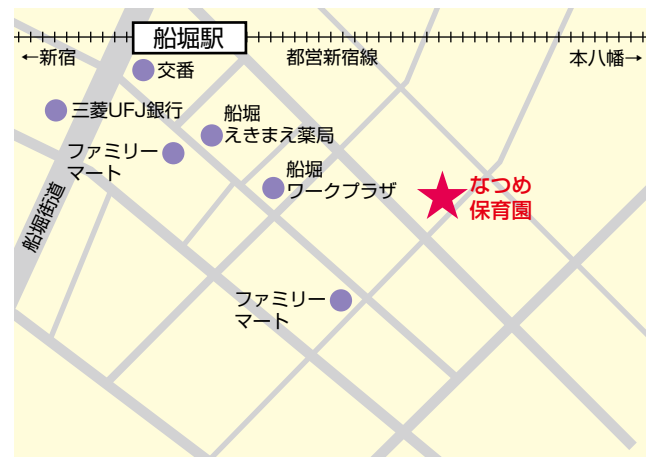 船堀駅
←新宿
都営新宿線
本八幡→
交番
三菱UFJ銀行
船堀
えきまえ薬局
ファミリー
マート
船堀
ワークプラザ
なつめ
保育園
船堀街道
ファミリー
マート